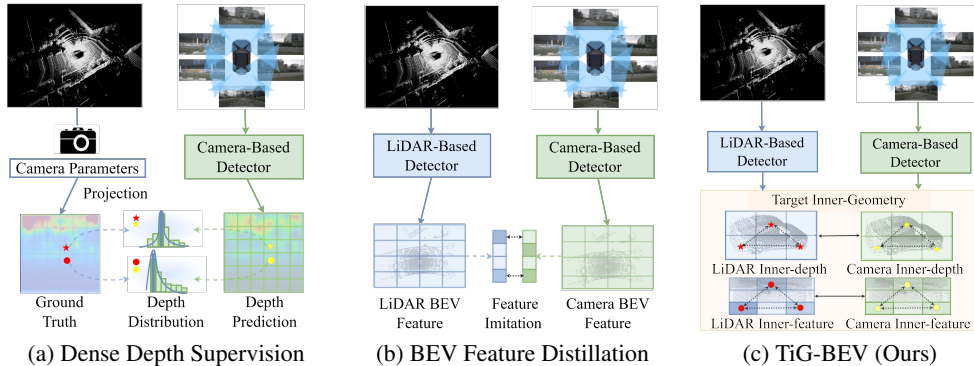 Camera Parameters
Projection
Camera-Based
Detector
Ground
Truth
Depth
Distribution
Depth
Prediction
(a) Dense Depth Supervision
LiDAR-Based
Detector
Camera-Based
Detector
LiDAR BEV
Feature
Feature
Imitation
Camera BEV
Feature
(b) BEV Feature Distillation
LiDAR-Based
Detector
Camera-Based
Detector
Target Inner-Geometry
LiDAR Inner-depth
Camera Inner-depth
LiDAR Inner-feature
Camera Inner-feature
(c) TiG-BEV (Ours)